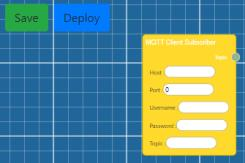 Save
Deploy
MQTT Client Subscriber
Topic
Host
Port : 0
Username
Password
Topic